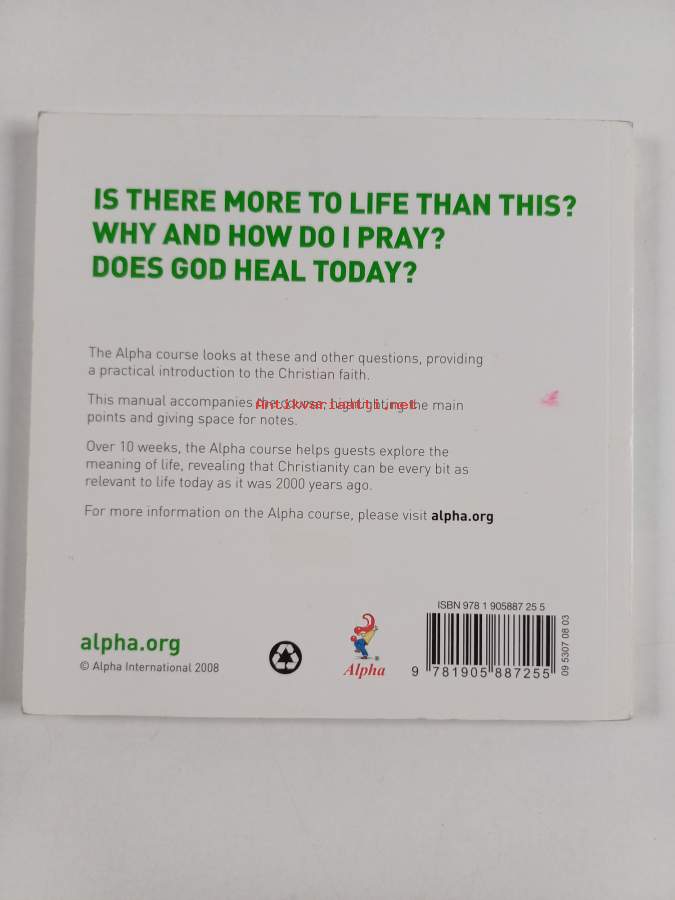 IS THERE MORE TO LIFE THAN THIS?
WHY AND HOW DO I PRAY?
DOES GOD HEAL TODAY?
The Alpha course looks at these and other questions, providing
a practical introduction to the Christian faith.
This manual accompanies the course, highlighting the main
points and giving space for notes.
Over 10 weeks, the Alpha course helps guests explore the
meaning of life, revealing that Christianity can be every bit as
relevant to life today as it was 2000 years ago.
For more information on the Alpha course, please visit alpha.org
alpha.org
© Alpha International 2008
Alpha
®
ISBN 978 1 905887 25 5
9 781905 887255
09 5307 08 03